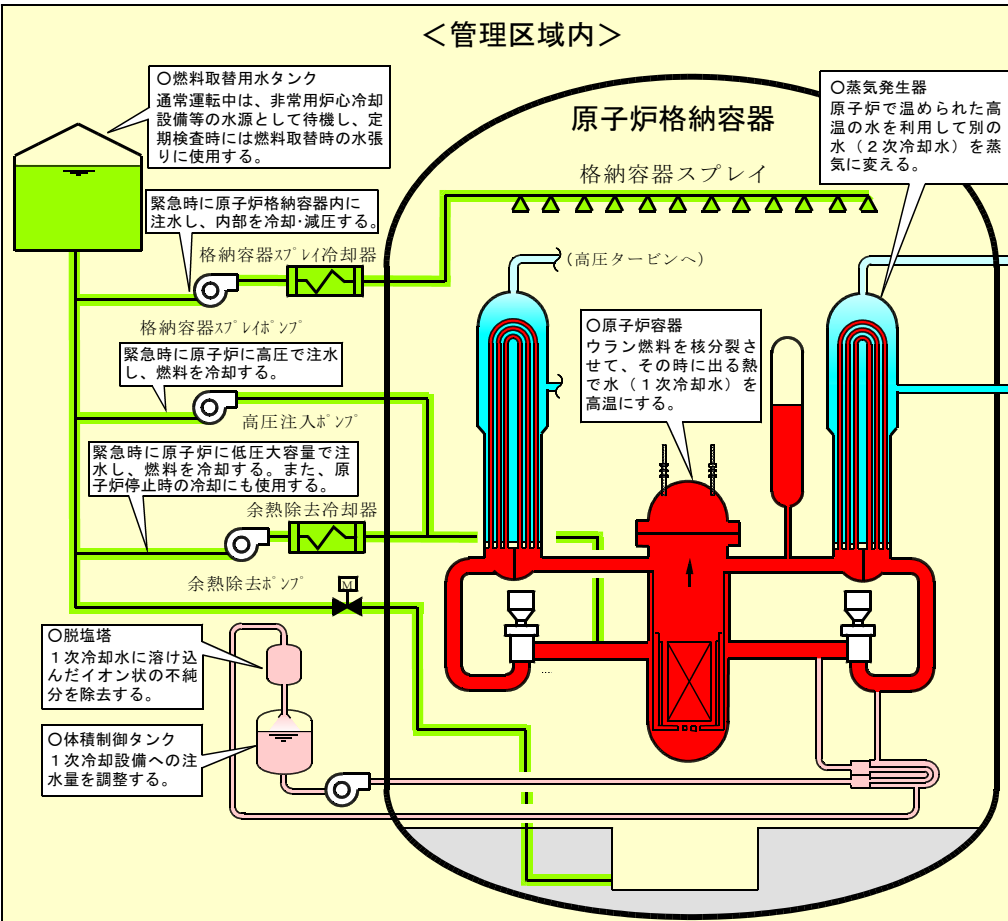 ＜管理区域内＞
○燃料取替用水タンク
通常運転中は、非常用炉心冷却
設備等の水源として待機し、定
期検査時には燃料取替時の水張
りに使用する。
○蒸気発生器
原子炉で温められた高
温の水を利用して別の
水（２次冷却水）を蒸
気に変える。
原子炉格納容器
格納容器スプレイ
緊急時に原子炉格納容器内に
注水し、内部を冷却･減圧する。
格納容器ｽﾌﾟﾚｲ冷却器
(高圧タービンへ)
格納容器ｽﾌﾟﾚｲﾎﾟﾝﾌﾟ
○原子炉容器
ウラン燃料を核分裂さ
せて、その時に出る熱
で水（１次冷却水）を
高温にする。
緊急時に原子炉に高圧で注水
し、燃料を冷却する。
高圧注入ﾎﾟﾝﾌﾟ
緊急時に原子炉に低圧大容量で注
水し、燃料を冷却する。また、原
子炉停止時の冷却にも使用する。
余熱除去冷却器
余熱除去ﾎﾟﾝﾌﾟ
M
○脱塩塔
１次冷却水に溶け込
んだイオン状の不純
分を除去する。
○体積制御タンク
１次冷却設備への注
水量を調整する。